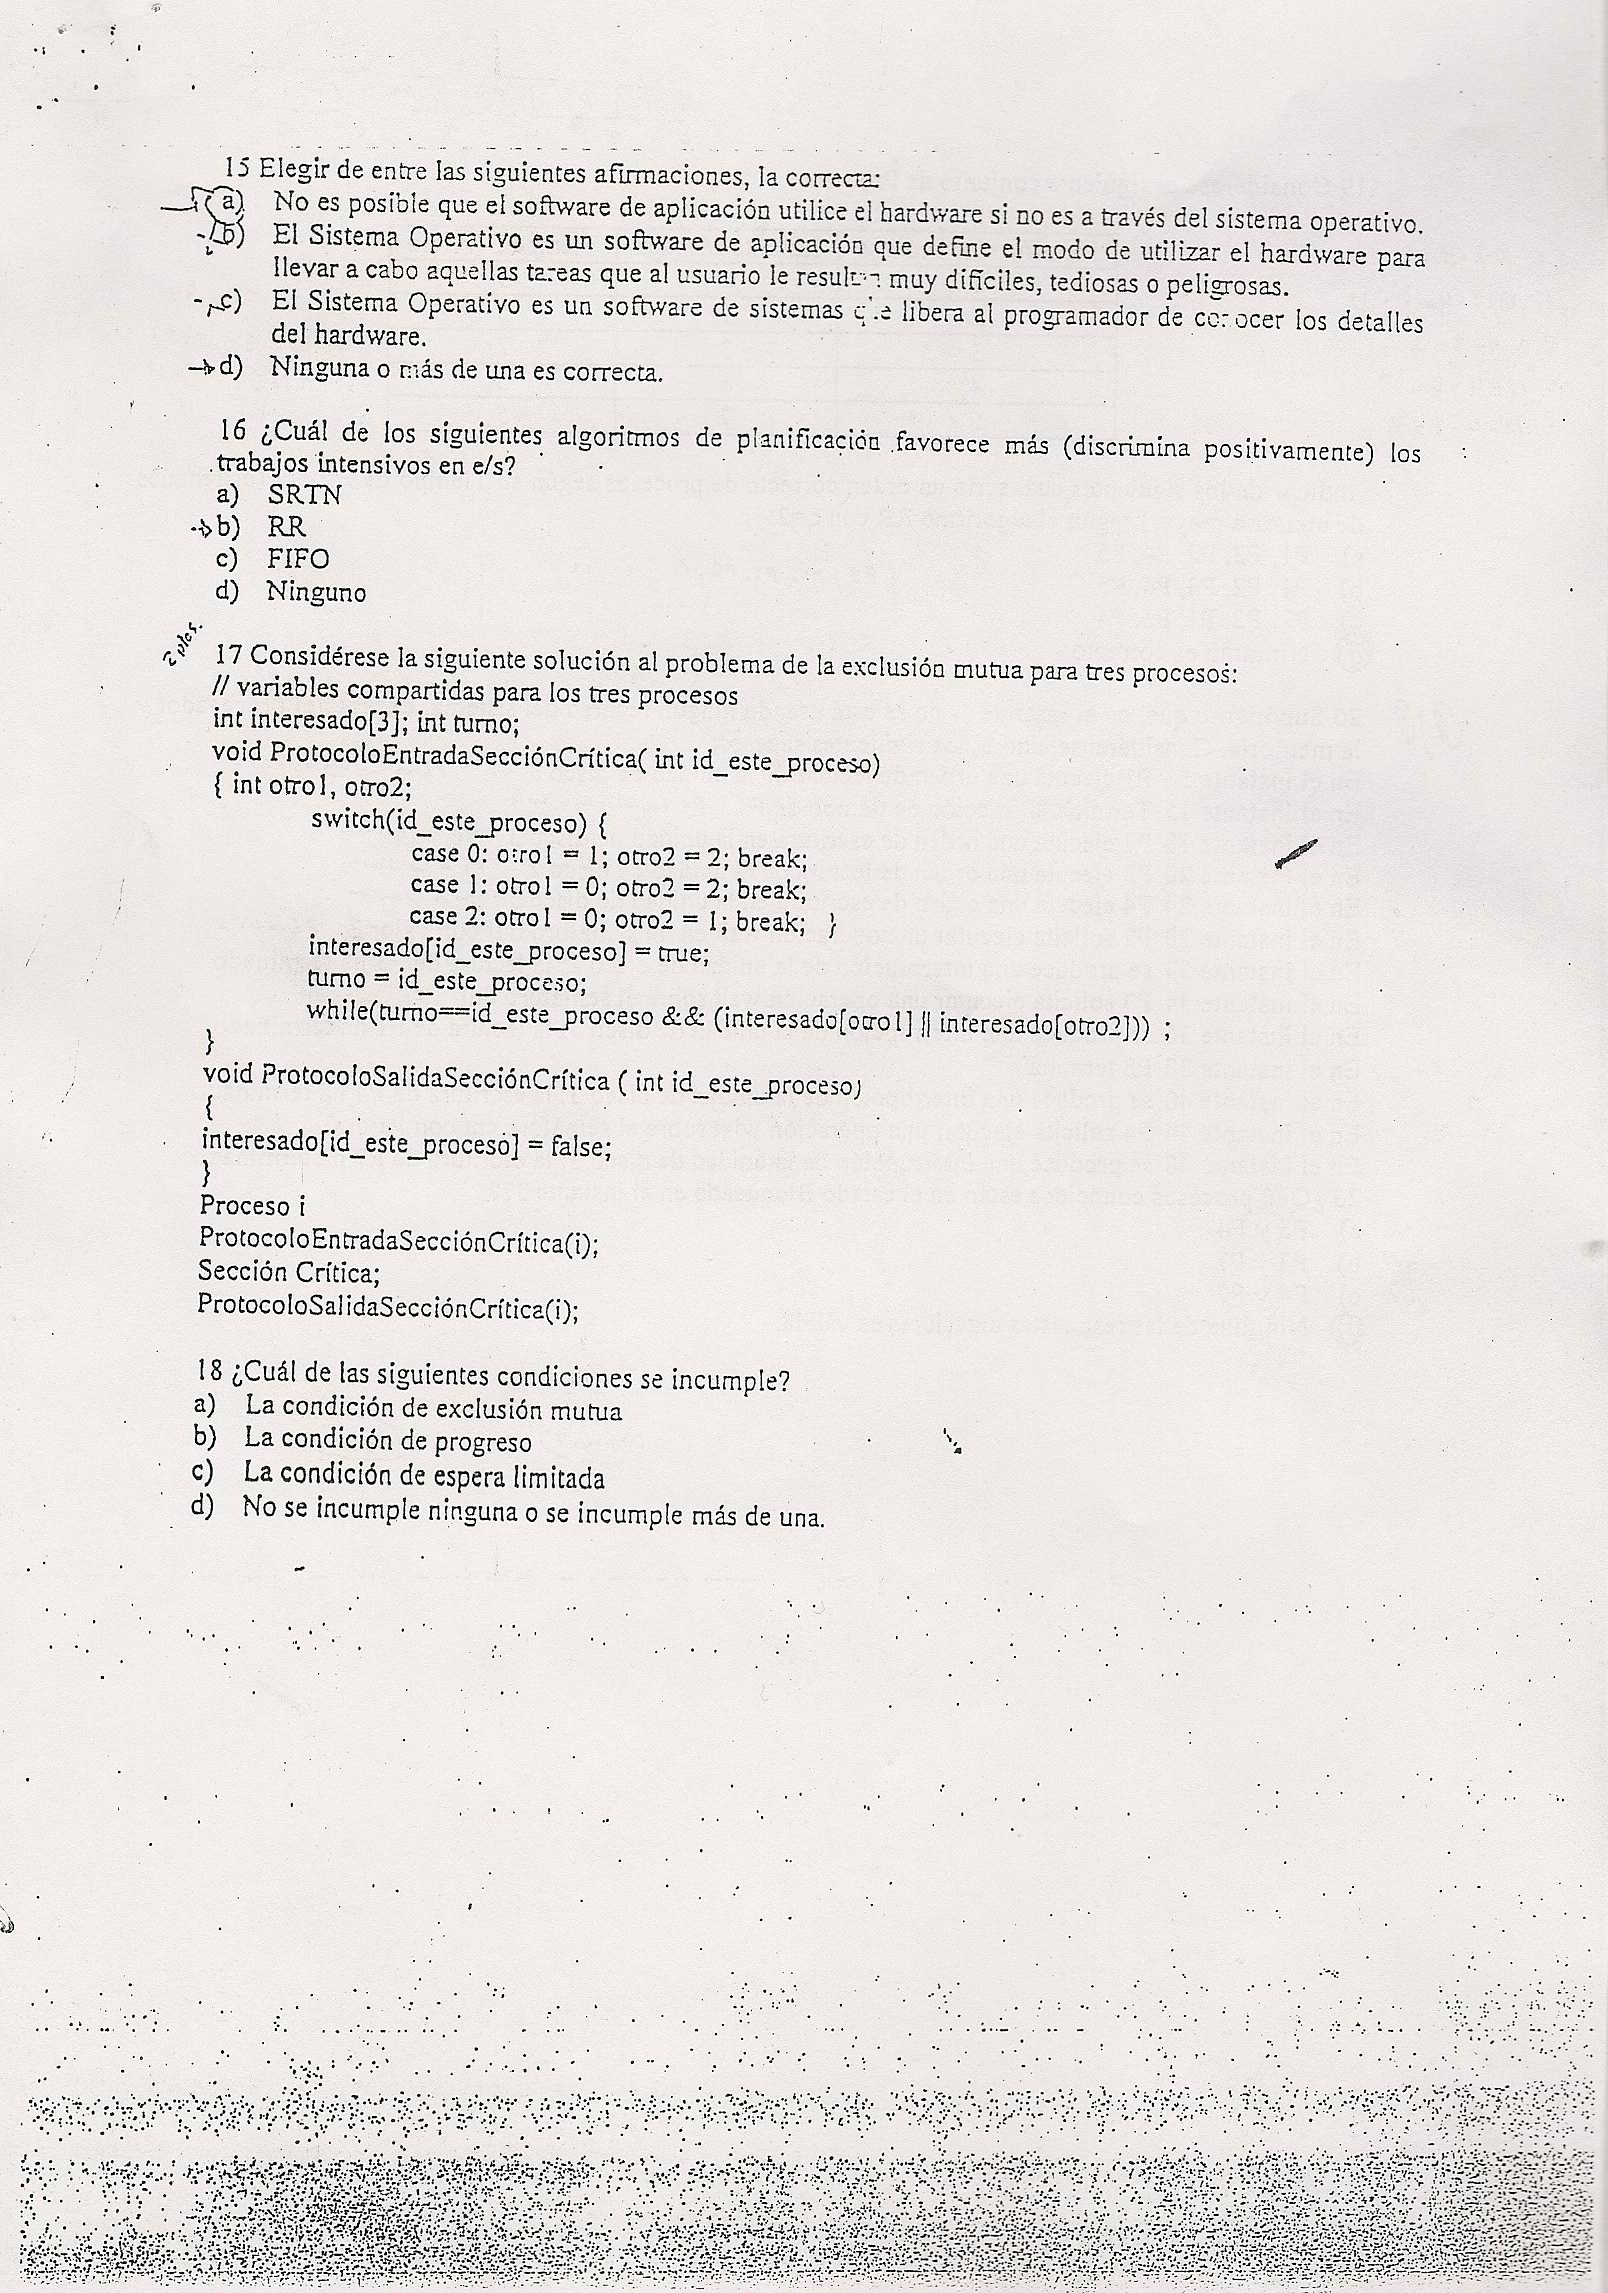 15 Elegir de entre las siguientes afirmaciones, la correcta:
a) No es posible que el software de aplicación utilice el hardware si no es a través del sistema operativo.
b) El Sistema Operativo es un software de aplicación que define el modo de utilizar el hardware para
llevar a cabo aquellas tareas que al usuario le resulten muy difíciles, tediosas o peligrosas.
c) El Sistema Operativo es un software de sistemas que libera al programador de conocer los detalles
del hardware.
d) Ninguna o más de una es correcta.
16 ¿Cuál de los siguientes algoritmos de planificación favorece más (discrimina positivamente) los
trabajos intensivos en e/s?
a) SRTN
b) RR
c) FIFO
d) Ninguno
2 ptos.
17 Considérese la siguiente solución al problema de la exclusión mutua para tres procesos:
// variables compartidas para los tres procesos
int interesado[3]; int turno;
void ProtocoloEntradaSecciónCrítica( int id_este_proceso)
{ int otro1, otro2;
switch(id_este_proceso) {
case 0: otro1 = 1; otro2 = 2; break;
case 1: otro1 = 0; otro2 = 2; break;
case 2: otro1 = 0; otro2 = 1; break; }
interesado[id_este_proceso] = true;
turno = id_este_proceso;
while(turno==id_este_proceso && (interesado[otro1] || interesado[otro2])) ;
}
void ProtocoloSalidaSecciónCrítica ( int id_este_proceso)
{
interesado[id_este_proceso] = false;
}
Proceso i
ProtocoloEntradaSecciónCrítica(i);
Sección Crítica;
ProtocoloSalidaSecciónCrítica(i);
18 ¿Cuál de las siguientes condiciones se incumple?
a) La condición de exclusión mutua
b) La condición de progreso
c) La condición de espera limitada
d) No se incumple ninguna o se incumple más de una.